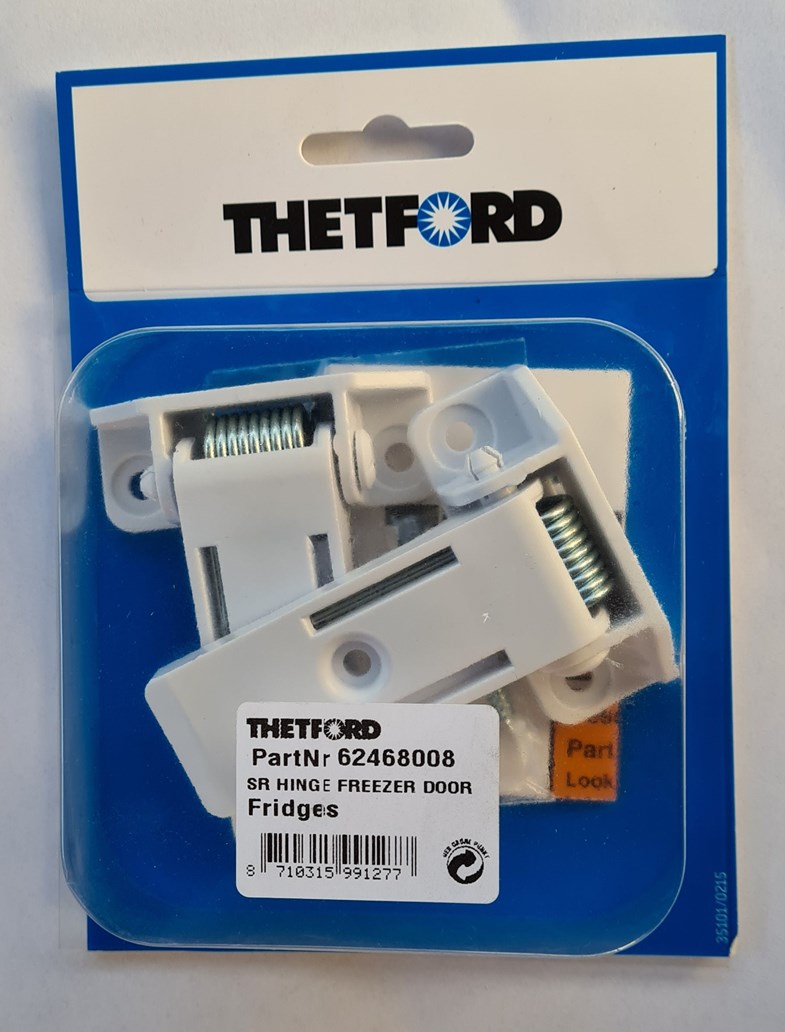 THETFORD
THETFORD
PartNr 62468008
SR HINGE FREEZER DOOR
Fridges
8 710315 991277
Part
Look
35101/0215